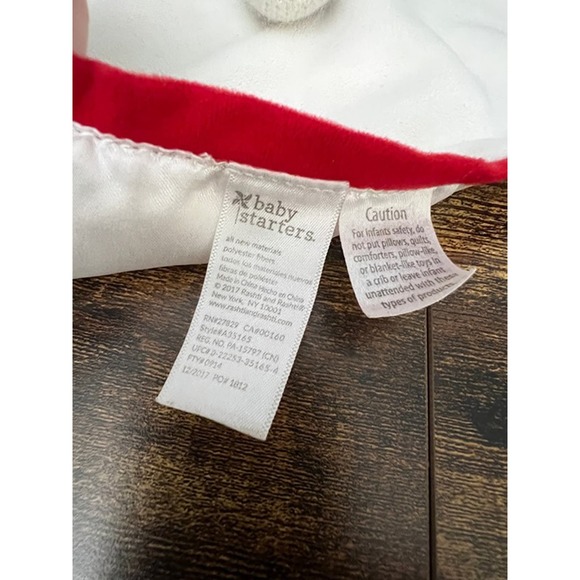 baby
starters.
all new materials
polyester fibers
todos los materiales nuevos
fibras de poliester
Made in China Hecho en China
© 2017 Rashti and Rashti®
New York, NY 10001
www.rashtiandrashti.com
RN#27829 CA#00160
Style#A35165
REG. NO. PA-15797 (CN)
UPC#0-22253-35165-4
FTY#0914
12/2017 PO# 1812
Caution
For infants safety, do
not put pillows, quilts,
comforters, pillow-like,
or blanket-like toys in
a crib or leave infant
unattended with these
types of products